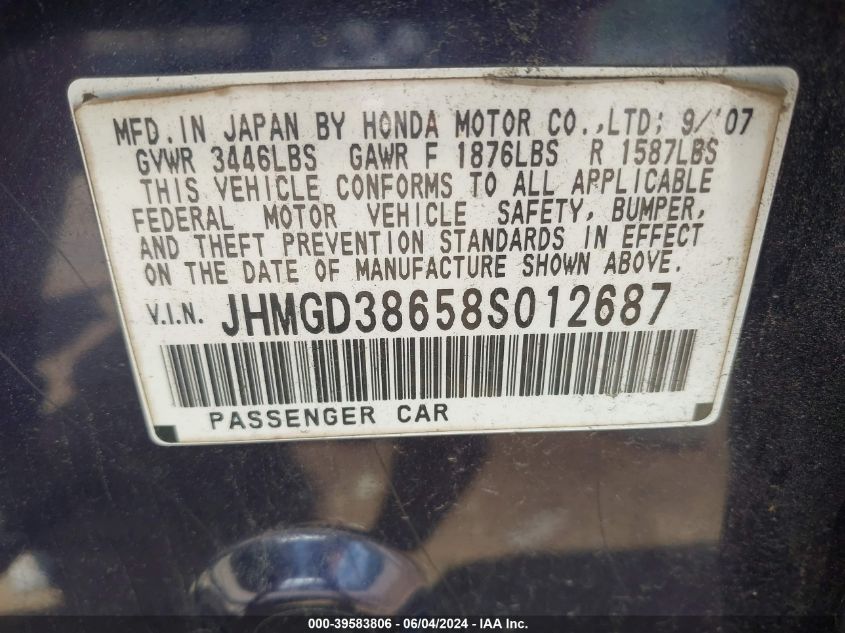 MFD. IN JAPAN BY HONDA MOTOR CO.,LTD; 9/'07
GVWR 3446LBS GAWR F 1876LBS R 1587LBS
THIS VEHICLE CONFORMS TO ALL APPLICABLE
FEDERAL MOTOR VEHICLE SAFETY, BUMPER,
AND THEFT PREVENTION STANDARDS IN EFFECT
ON THE DATE OF MANUFACTURE SHOWN ABOVE.
V.I.N. JHMGD38658S012687
PASSENGER CAR
000-39583806 / 06/04/2024 - IAA Inc.